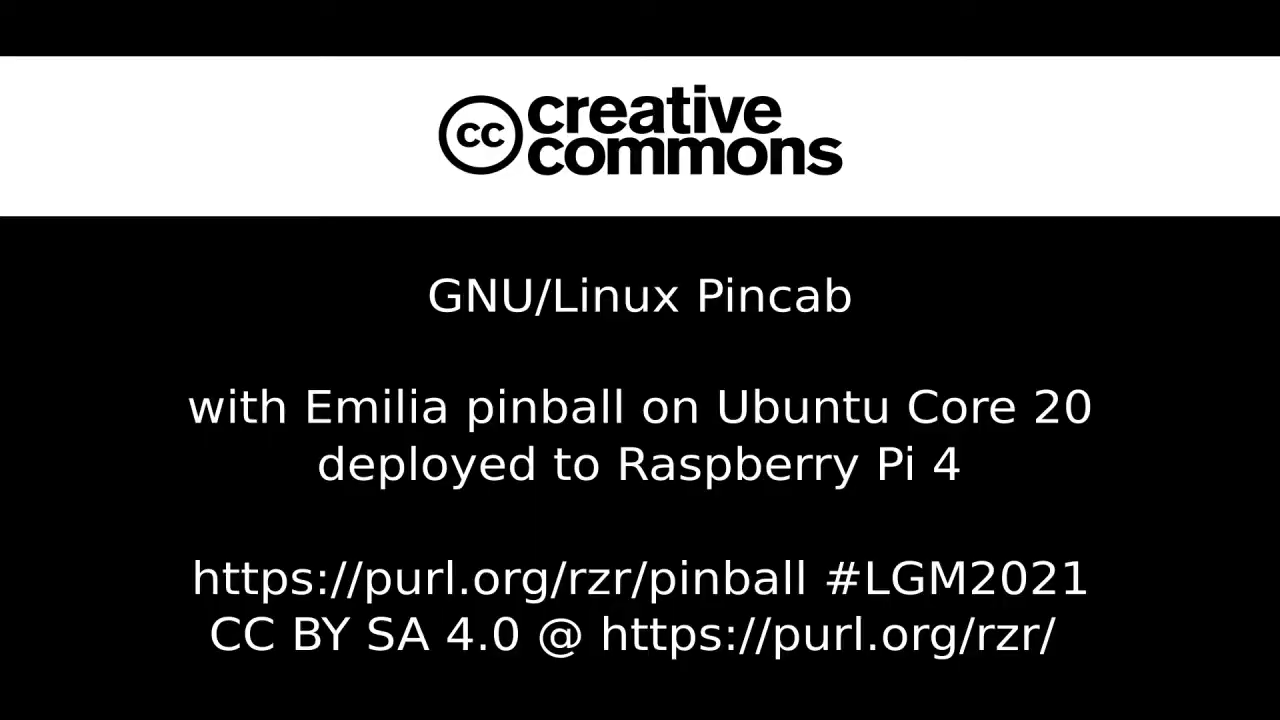 cc creative
commons
GNU/Linux Pincab
with Emilia pinball on Ubuntu Core 20
deployed to Raspberry Pi 4
https://purl.org/rzr/pinball #LGM2021
CC BY SA 4.0 @ https://purl.org/rzr/